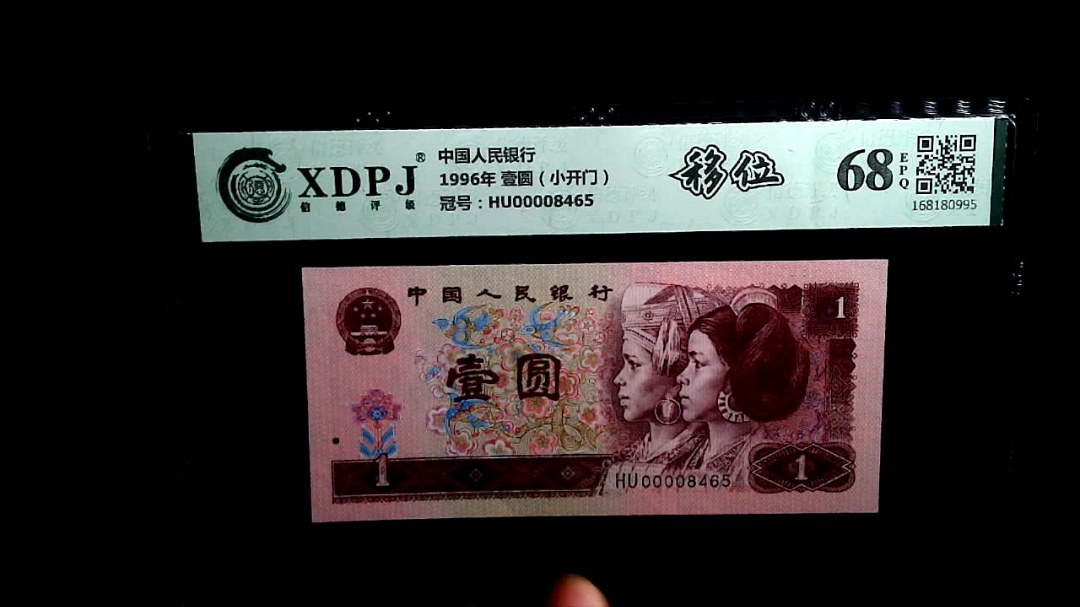 XDPJ®
信德评级
中国人民银行
1996年 壹圆（小开门）
冠号：HU00008465
移位
68
EPQ
168180995
中国人民银行
1
壹圆
1
HU00008465
1